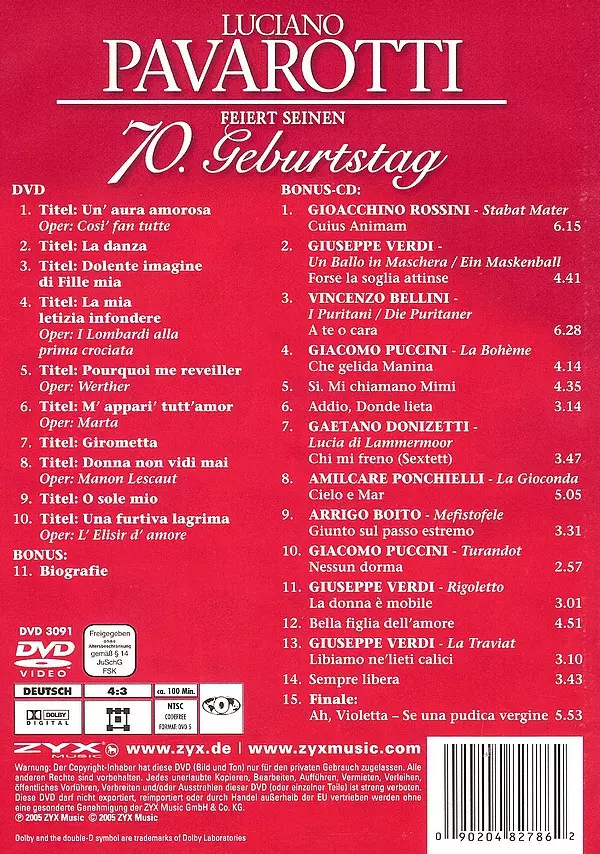 LUCIANO
PAVAROTTI
FEIERT SEINEN
70. Geburtstag
DVD
1. Titel: Un' aura amorosa
Oper: Cosi' fan tutte
2. Titel: La danza
3. Titel: Dolente imagine
di Fille mia
4. Titel: La mia
letizia infondere
Oper: I Lombardi alla
prima crociata
5. Titel: Pourquoi me reveiller
Oper: Werther
6. Titel: M' appari' tutt'amor
Oper: Marta
7. Titel: Girometta
8. Titel: Donna non vidi mai
Oper: Manon Lescaut
9. Titel: O sole mio
10. Titel: Una furtiva lagrima
Oper: L' Elisir d' amore
BONUS:
11. Biografie
BONUS-CD:
1. GIOACCHINO ROSSINI - Stabat Mater
Cuius Animam 6.15
2. GIUSEPPE VERDI -
Un Ballo in Maschera / Ein Maskenball
Forse la soglia attinse 4.41
3. VINCENZO BELLINI -
I Puritani / Die Puritaner
A te o cara 6.28
4. GIACOMO PUCCINI - La Bohème
Che gelida Manina 4.14
5. Si. Mi chiamano Mimi 4.35
6. Addio, Donde lieta 3.14
7. GAETANO DONIZETTI -
Lucia di Lammermoor
Chi mi freno (Sextett) 3.47
8. AMILCARE PONCHIELLI - La Gioconda
Cielo e Mar 5.05
9. ARRIGO BOITO - Mefistofele
Giunto sul passo estremo 3.31
10. GIACOMO PUCCINI - Turandot
Nessun dorma 2.57
11. GIUSEPPE VERDI - Rigoletto
La donna è mobile 3.01
12. Bella figlia dell'amore 4.51
13. GIUSEPPE VERDI - La Traviat
Libiamo ne'lieti calici 3.10
14. Sempre libera 3.43
15. Finale:
Ah, Violetta – Se una pudica vergine 5.53
DVD 3091
DVD
VIDEO
Freigegeben
ohne
Altersbeschränkung
gemäß § 14
JuSchG
FSK
DEUTSCH
4:3
ca. 100 Min.
DOLBY
DIGITAL
NTSC
CODEFREE
FORMAT: DVD 5
ZYX
MUSIC
www.zyx.de | www.zyxmusic.com
Warnung: Der Copyright-Inhaber hat diese DVD (Bild und Ton) nur für den privaten Gebrauch zugelassen. Alle
anderen Rechte sind vorbehalten. Jedes unerlaubte Kopieren, Bearbeiten, Aufführen, Vermieten, Verleihen,
öffentliches Vorführen, Verbreiten und/oder Ausstrahlen dieser DVD (oder einzelner Teile) ist streng verboten.
Diese DVD darf nicht exportiert, reimportiert oder durch Handel außerhalb der EU vertrieben werden ohne
eine gesonderte Genehmigung der ZYX Music GmbH & Co. KG.
℗ 2005 ZYX Music © 2005 ZYX Music
Dolby and the double-D symbol are trademarks of Dolby Laboratories
0 90204 82786 2